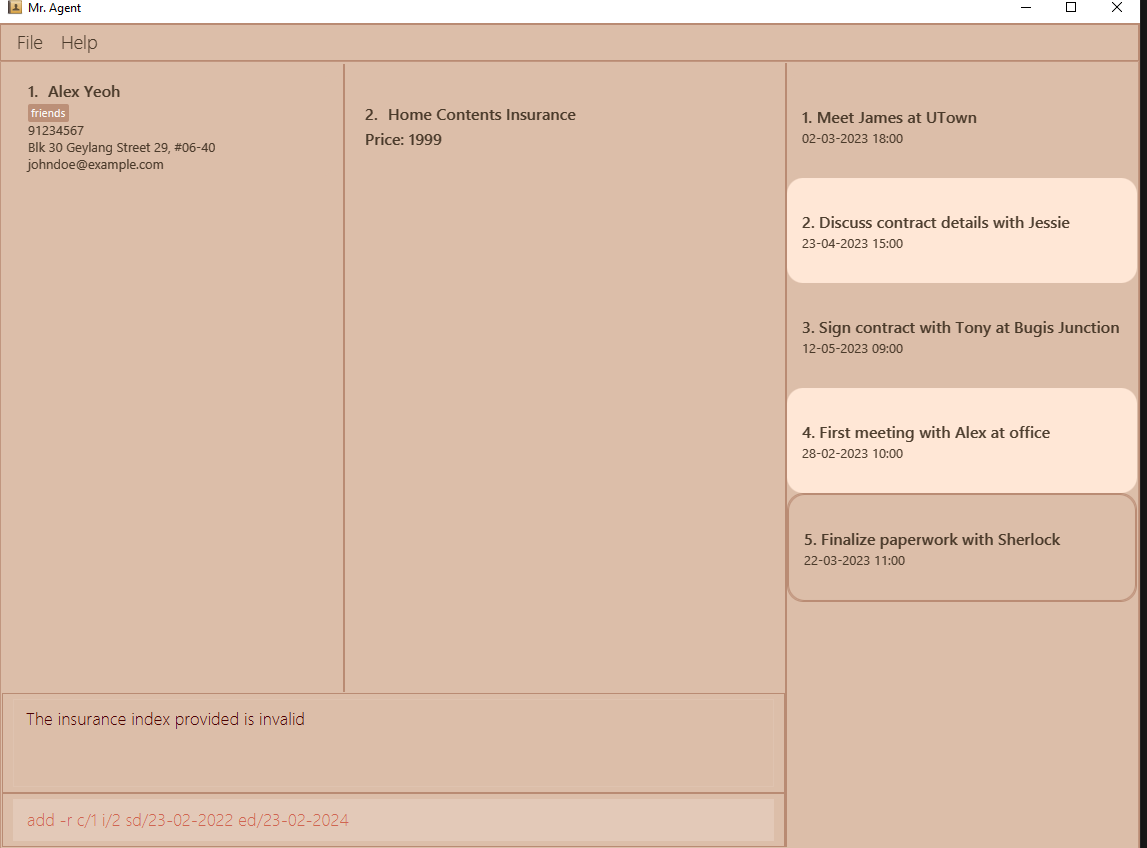 Mr. Agent
File Help
1. Alex Yeoh
friends
91234567
Blk 30 Geylang Street 29, #06-40
johndoe@example.com
2. Home Contents Insurance
Price: 1999
1. Meet James at UTown
02-03-2023 18:00
2. Discuss contract details with Jessie
23-04-2023 15:00
3. Sign contract with Tony at Bugis Junction
12-05-2023 09:00
4. First meeting with Alex at office
28-02-2023 10:00
5. Finalize paperwork with Sherlock
22-03-2023 11:00
The insurance index provided is invalid
add -r c/1 i/2 sd/23-02-2022 ed/23-02-2024